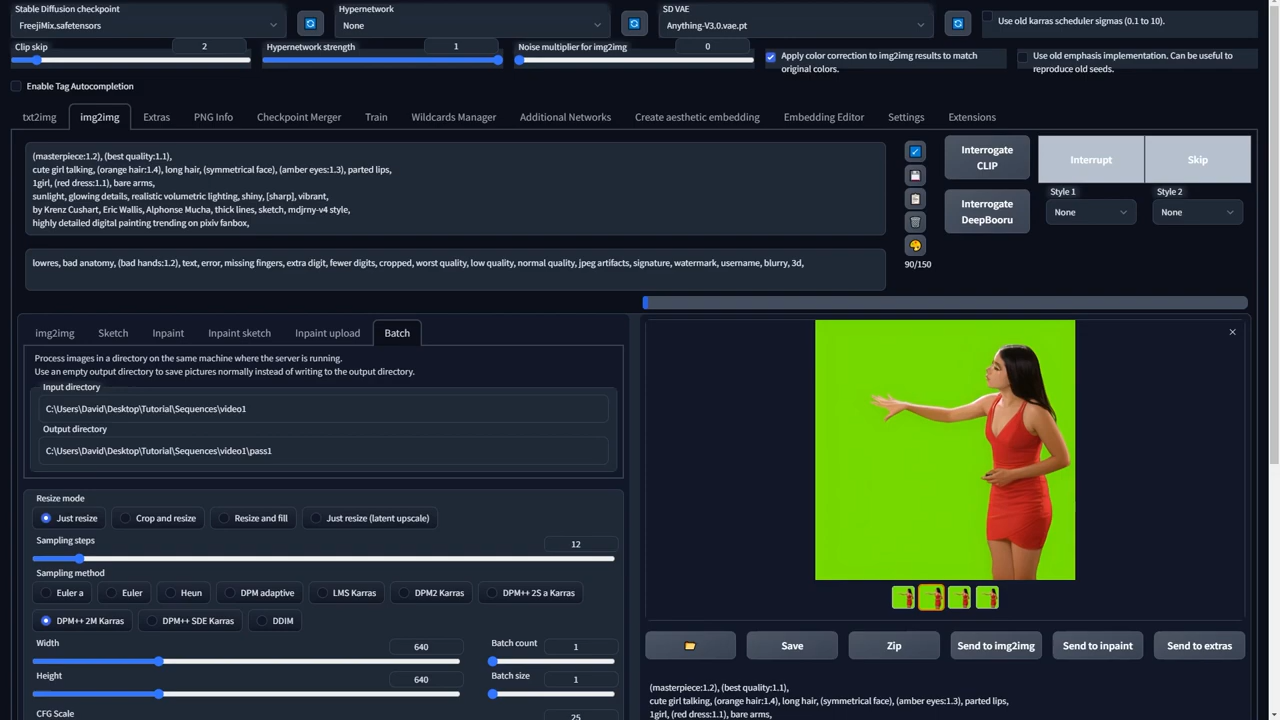 Stable Diffusion checkpoint
FreejiMix.safetensors
Hypernetwork
None
SD VAE
Anything-V3.0.vae.pt
Use old karras scheduler sigmas (0.1 to 10).
Clip skip
2
Hypernetwork strength
1
Noise multiplier for img2img
0
Apply color correction to img2img results to match
original colors.
Use old emphasis implementation. Can be useful to
reproduce old seeds.
Enable Tag Autocompletion
txt2img
img2img
Extras
PNG Info
Checkpoint Merger
Train
Wildcards Manager
Additional Networks
Create aesthetic embedding
Embedding Editor
Settings
Extensions
(masterpiece:1.2), (best quality:1.1),
cute girl talking, (orange hair:1.4), long hair, (symmetrical face), (amber eyes:1.3), parted lips,
1girl, (red dress:1.1), bare arms,
sunlight, glowing details, realistic volumetric lighting, shiny, [sharp], vibrant,
by Krenz Cushart, Eric Wallis, Alphonse Mucha, thick lines, sketch, mdjrny-v4 style,
highly detailed digital painting trending on pixiv fanbox,
lowres, bad anatomy, (bad hands:1.2), text, error, missing fingers, extra digit, fewer digits, cropped, worst quality, low quality, normal quality, jpeg artifacts, signature, watermark, username, blurry, 3d,
90/150
Interrogate
CLIP
Interrogate
DeepBooru
Interrupt
Skip
Style 1
None
Style 2
None
img2img
Sketch
Inpaint
Inpaint sketch
Inpaint upload
Batch
Process images in a directory on the same machine where the server is running.
Use an empty output directory to save pictures normally instead of writing to the output directory.
Input directory
C:\Users\David\Desktop\Tutorial\Sequences\video1
Output directory
C:\Users\David\Desktop\Tutorial\Sequences\video1\pass1
Resize mode
Just resize
Crop and resize
Resize and fill
Just resize (latent upscale)
Sampling steps
12
Sampling method
Euler a
Euler
Heun
DPM adaptive
LMS Karras
DPM2 Karras
DPM++ 2S a Karras
DPM++ 2M Karras
DPM++ SDE Karras
DDIM
Width
640
Batch count
1
Height
640
Batch size
1
CFG Scale
25
Save
Zip
Send to img2img
Send to inpaint
Send to extras
(masterpiece:1.2), (best quality:1.1),
cute girl talking, (orange hair:1.4), long hair, (symmetrical face), (amber eyes:1.3), parted lips,
1girl, (red dress:1.1), bare arms,